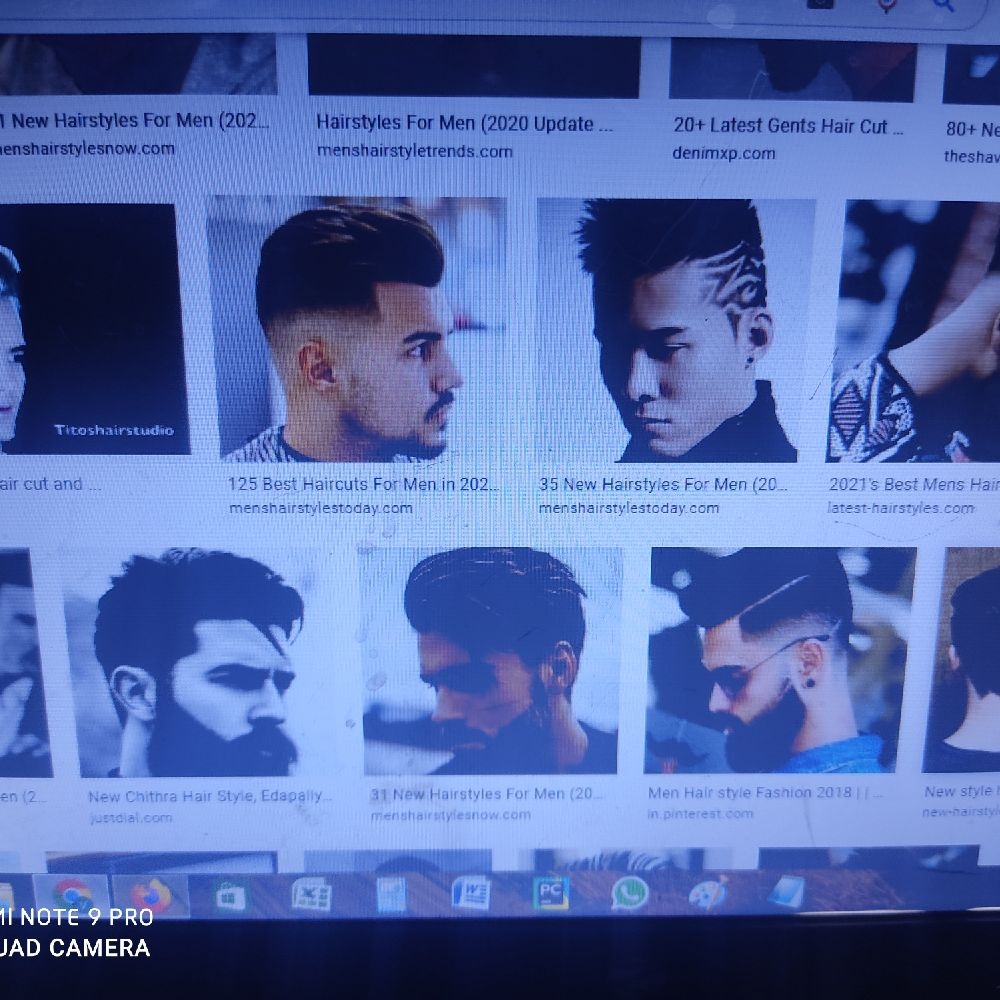 1 New Hairstyles For Men (202...
Hairstyles For Men (2020 Update ...
20+ Latest Gents Hair Cut ...
80+ Ne
enshairstylesnow.com
menshairstyletrends.com
denimxp.com
theshav
Titoshairstudio
air cut and ...
125 Best Haircuts For Men in 202...
35 New Hairstyles For Men (20...
2021's Best Mens Hair
menshairstylestoday.com
menshairstylestoday.com
latest-hairstyles.com
en (2...
New Chithra Hair Style, Edapally...
31 New Hairstyles For Men (20...
Men Hair style Fashion 2018 | | ...
New style
justdial.com
menshairstylesnow.com
in.pinterest.com
new-hairstyl
PC
MI NOTE 9 PRO
UAD CAMERA